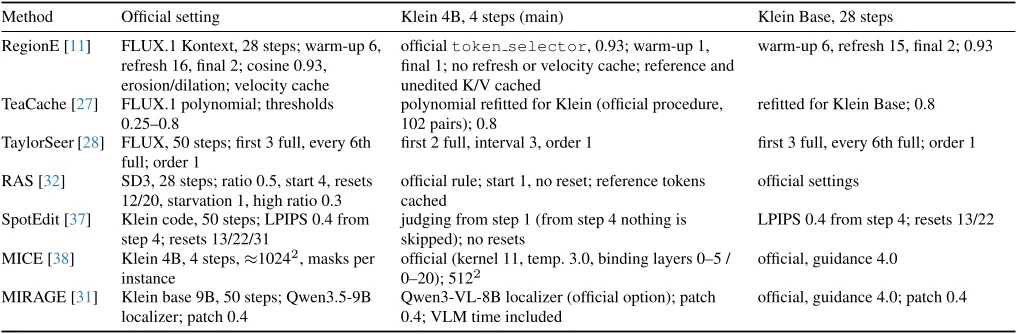 Method Official setting Klein 4B, 4 steps (main) Klein Base, 28 steps
RegionE [11] FLUX.1 Kontext, 28 steps; warm-up 6, official token_selector, 0.93; warm-up 1, warm-up 6, refresh 15, final 2; 0.93
refresh 16, final 2; cosine 0.93, final 1; no refresh or velocity cache; reference and
erosion/dilation; velocity cache unedited K/V cached
TeaCache [27] FLUX.1 polynomial; thresholds polynomial refitted for Klein (official procedure, refitted for Klein Base; 0.8
0.25–0.8 102 pairs); 0.8
TaylorSeer [28] FLUX, 50 steps; first 3 full, every 6th first 2 full, interval 3, order 1 first 3 full, every 6th full; order 1
full; order 1
RAS [32] SD3, 28 steps; ratio 0.5, start 4, resets official rule; start 1, no reset; reference tokens official settings
12/20, starvation 1, high ratio 0.3 cached
SpotEdit [37] Klein code, 50 steps; LPIPS 0.4 from judging from step 1 (from step 4 nothing is LPIPS 0.4 from step 4; resets 13/22
step 4; resets 13/22/31 skipped); no resets
MICE [38] Klein 4B, 4 steps, ≈1024², masks per official (kernel 11, temp. 3.0, binding layers 0–5 / official, guidance 4.0
instance 0–20); 512²
MIRAGE [31] Klein base 9B, 50 steps; Qwen3.5-9B Qwen3-VL-8B localizer (official option); patch official, guidance 4.0; patch 0.4
localizer; patch 0.4 0.4; VLM time included